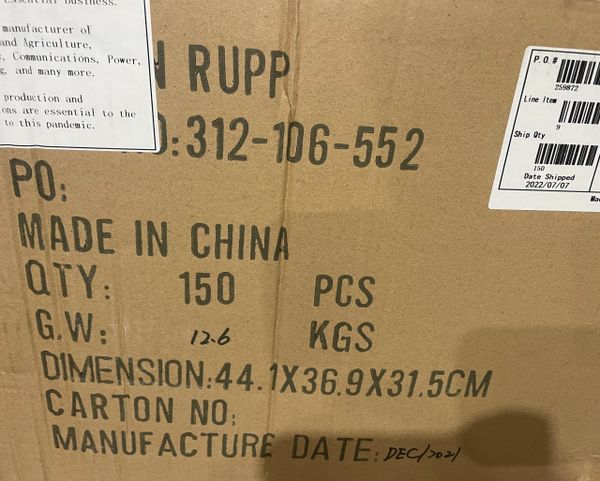 Essential business.
manufacturer of
and Agriculture,
Communications, Power,
and many more.
production and
are essential to the
to this pandemic.
RUPP
:312-106-552
PO:
MADE IN CHINA
QTY: 150 PCS
G.W: 12.6 KGS
DIMENSION:44.1X36.9X31.5CM
CARTON NO:
MANUFACTURE DATE: DEC/2021
P.O.#
259872
Line Item
9
Ship Qty
150
Date Shipped
2022/07/07